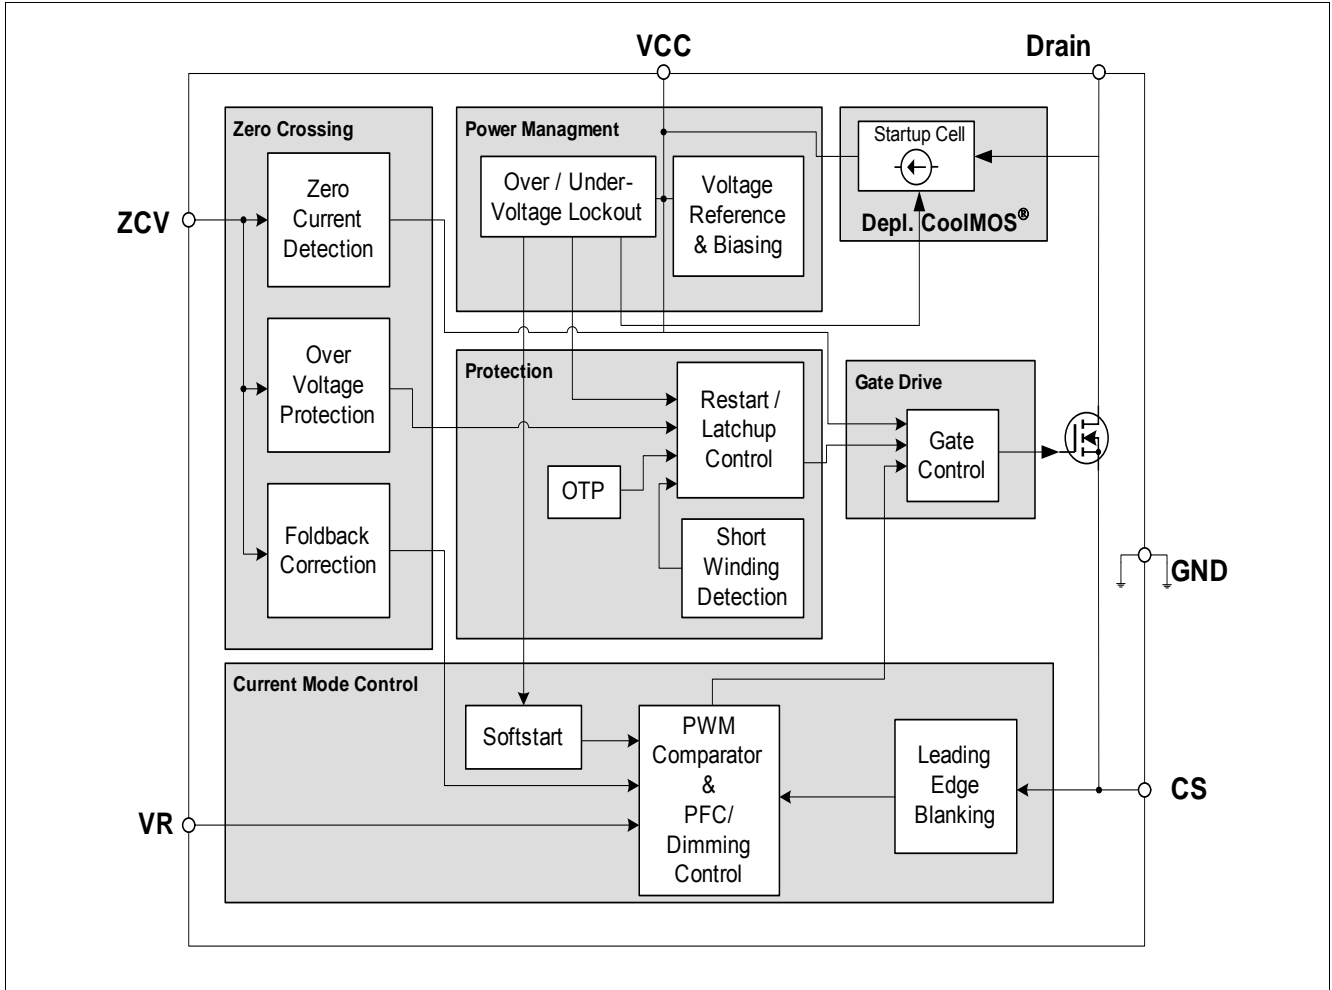 VCC
Drain
Zero Crossing
Zero
Current
Detection
Over
Voltage
Protection
Foldback
Correction
ZCV
Power Managment
Over / Under-
Voltage Lockout
Voltage
Reference
& Biasing
Startup Cell
Depl. CoolMOS®
Protection
Restart /
Latchup
Control
OTP
Short
Winding
Detection
Gate Drive
Gate
Control
GND
Current Mode Control
Softstart
PWM
Comparator
&
PFC/
Dimming
Control
Leading
Edge
Blanking
CS
VR